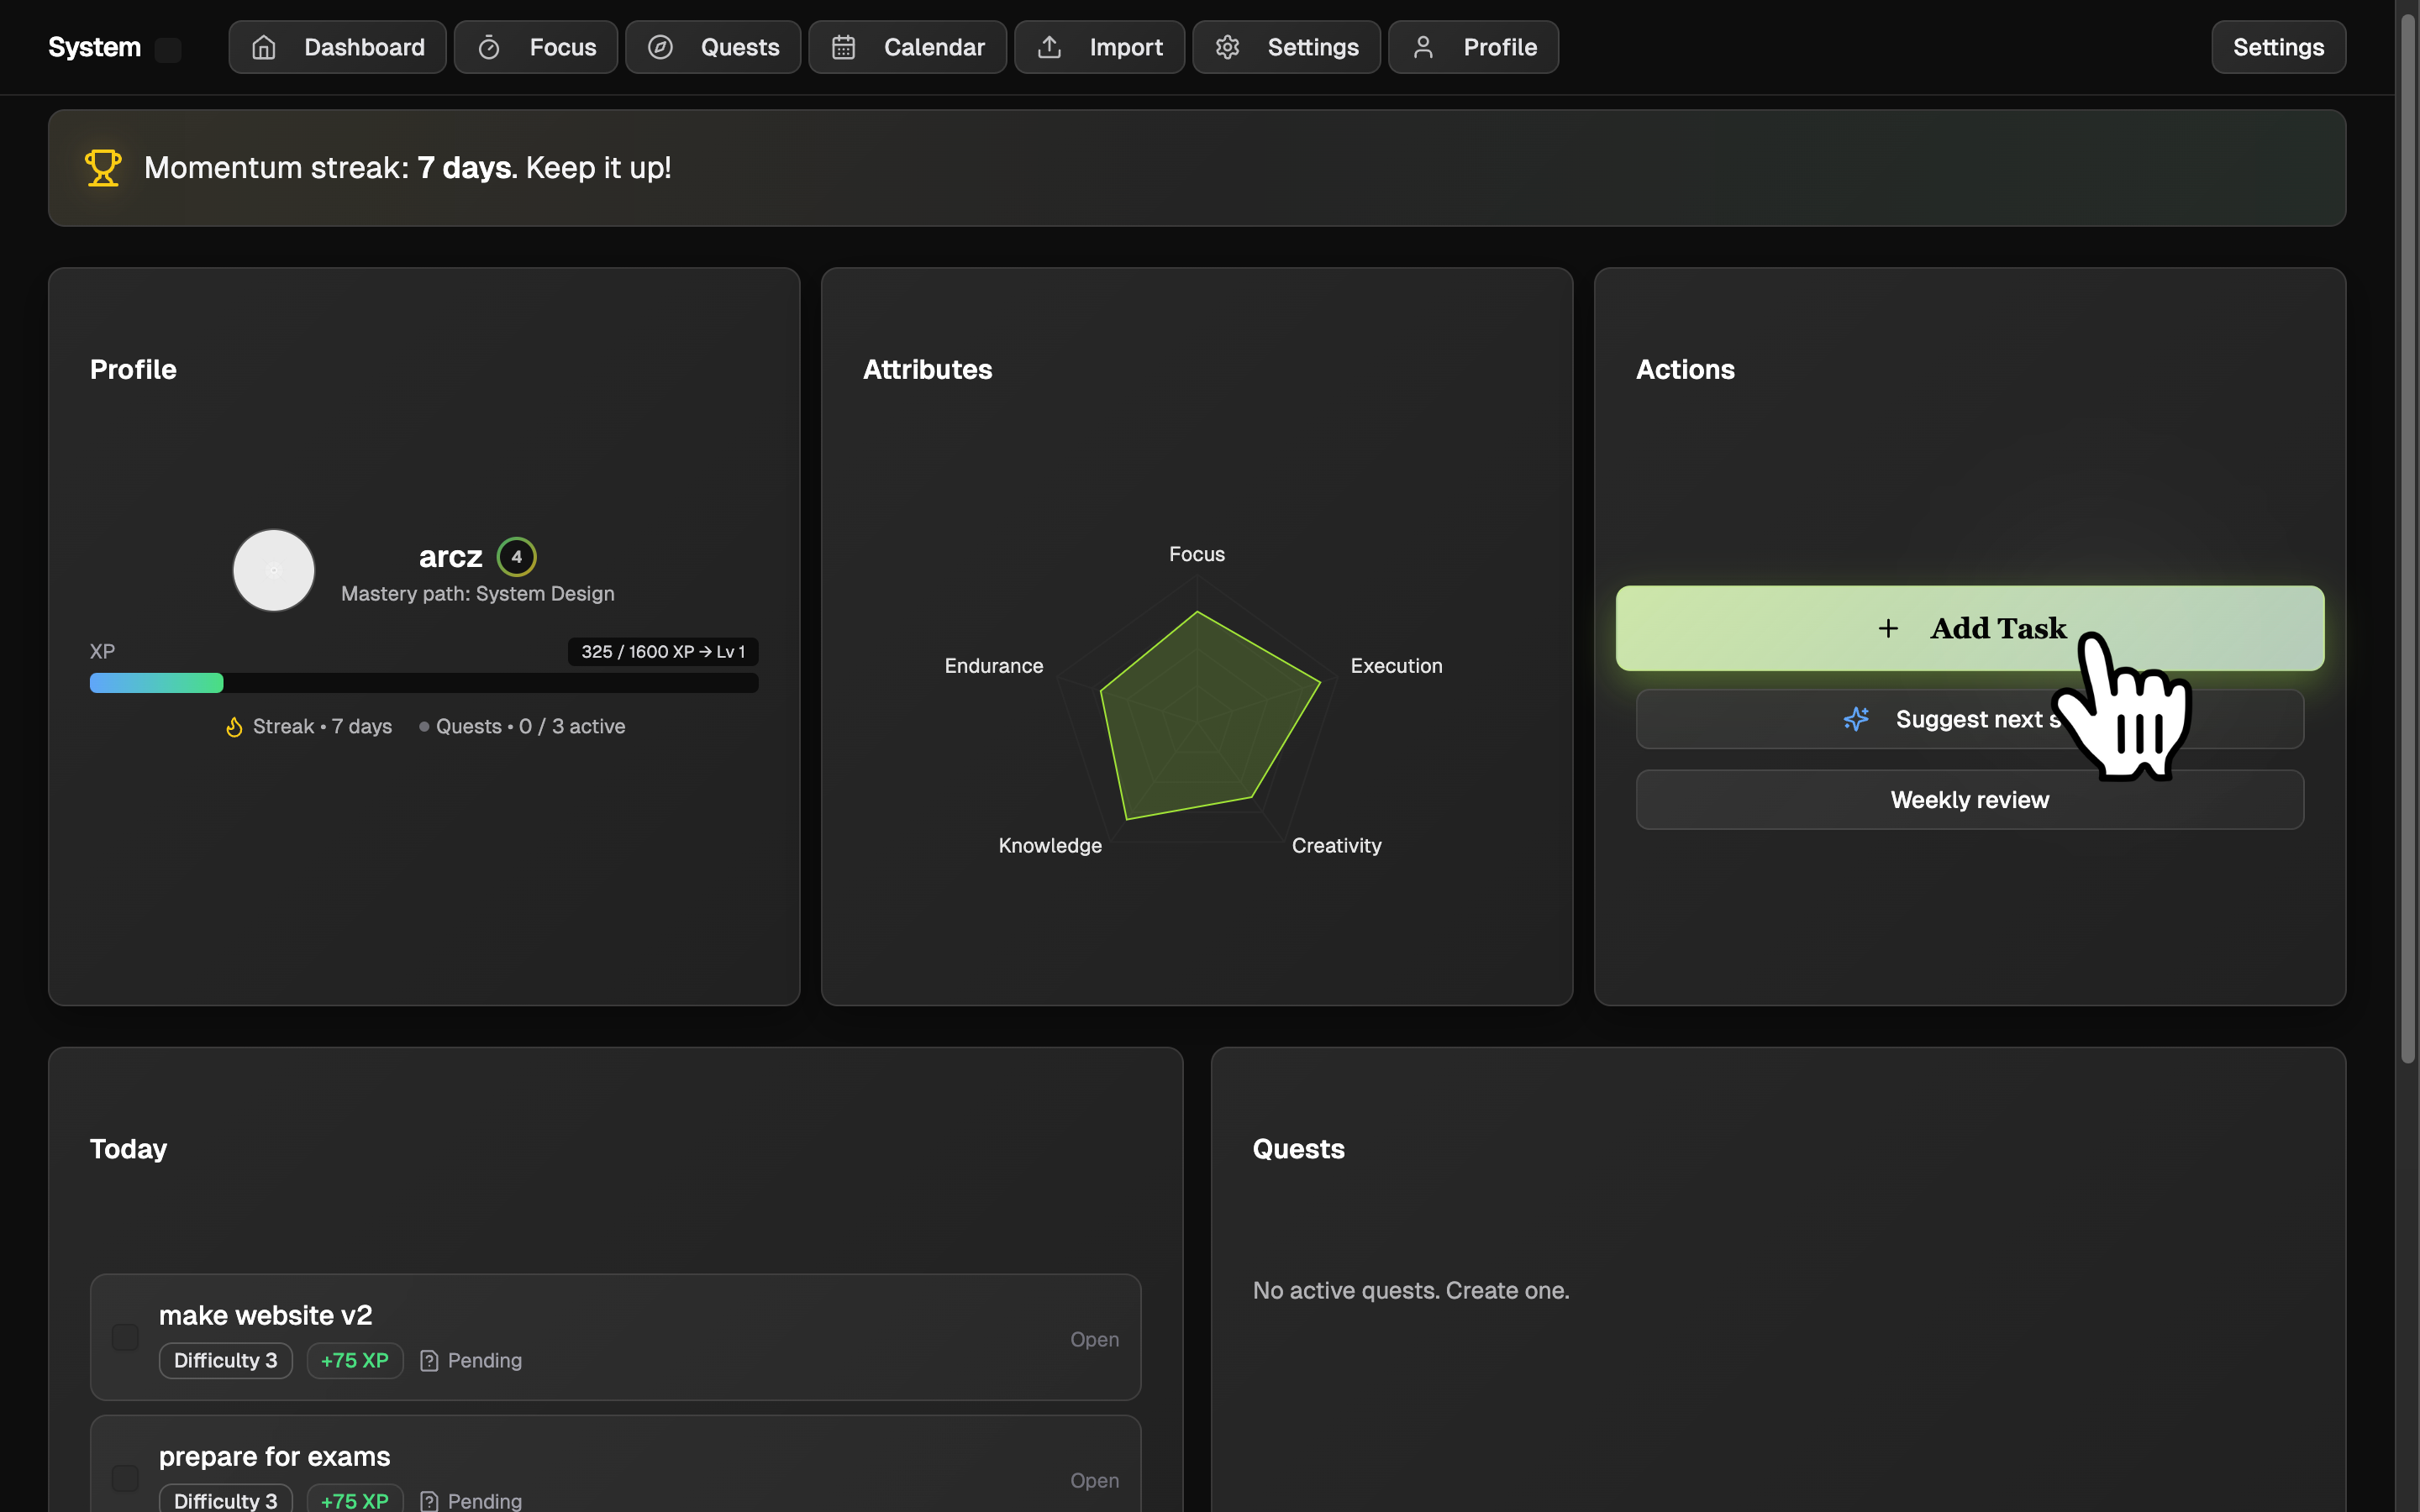 System
Dashboard
Focus
Quests
Calendar
Import
Settings
Profile
Settings
Momentum streak: 7 days. Keep it up!
Profile
arcz 4
Mastery path: System Design
XP
325 / 1600 XP → Lv 1
Streak • 7 days
Quests • 0 / 3 active
Attributes
Focus
Execution
Creativity
Knowledge
Endurance
Actions
+ Add Task
Suggest next
Weekly review
Today
make website v2
Difficulty 3
+75 XP
Pending
Open
prepare for exams
Difficulty 3
+75 XP
Pending
Open
Quests
No active quests. Create one.